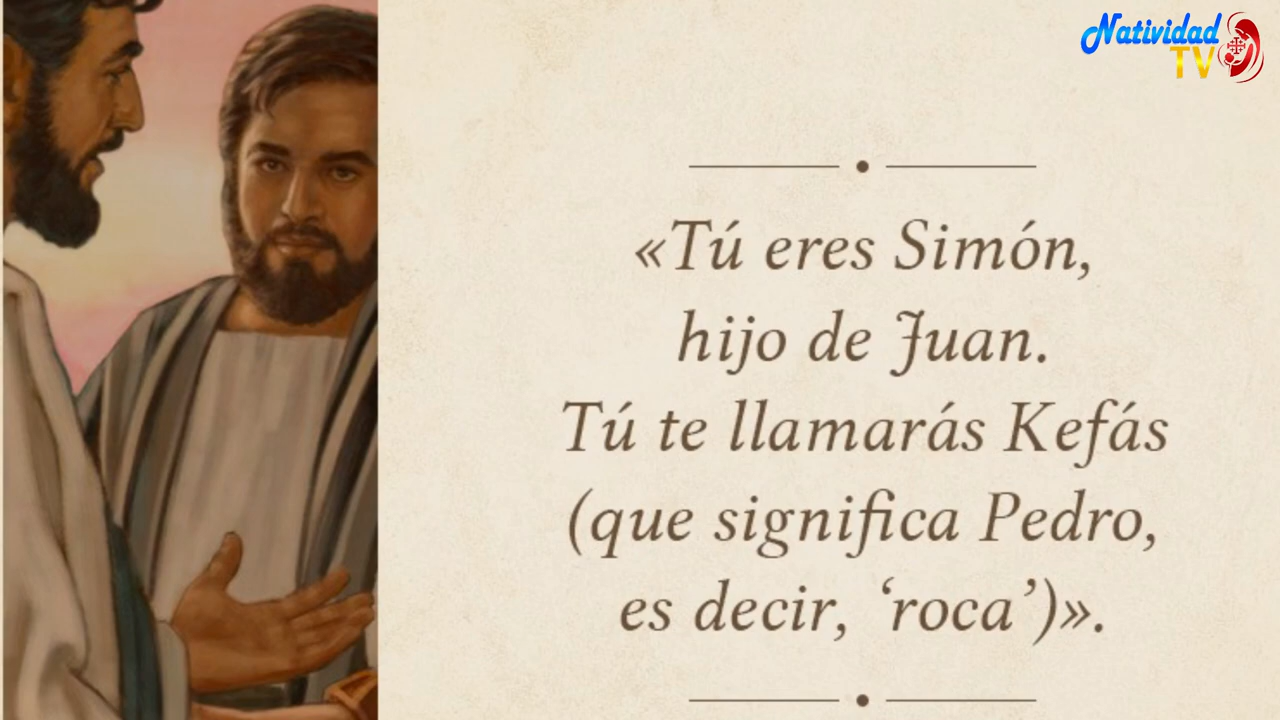 Natividad
TV
«Tú eres Simón,
hijo de Juan.
Tú te llamarás Kefás
(que significa Pedro,
es decir, ‘roca’)».